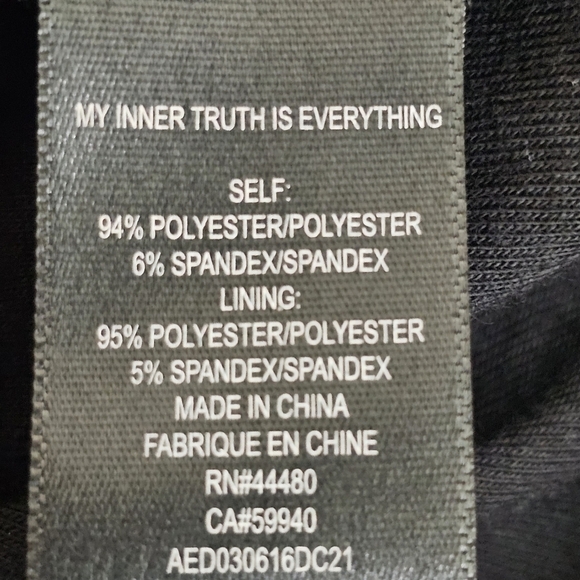 MY INNER TRUTH IS EVERYTHING
SELF:
94% POLYESTER/POLYESTER
6% SPANDEX/SPANDEX
LINING:
95% POLYESTER/POLYESTER
5% SPANDEX/SPANDEX
MADE IN CHINA
FABRIQUE EN CHINE
RN#44480
CA#59940
AED030616DC21